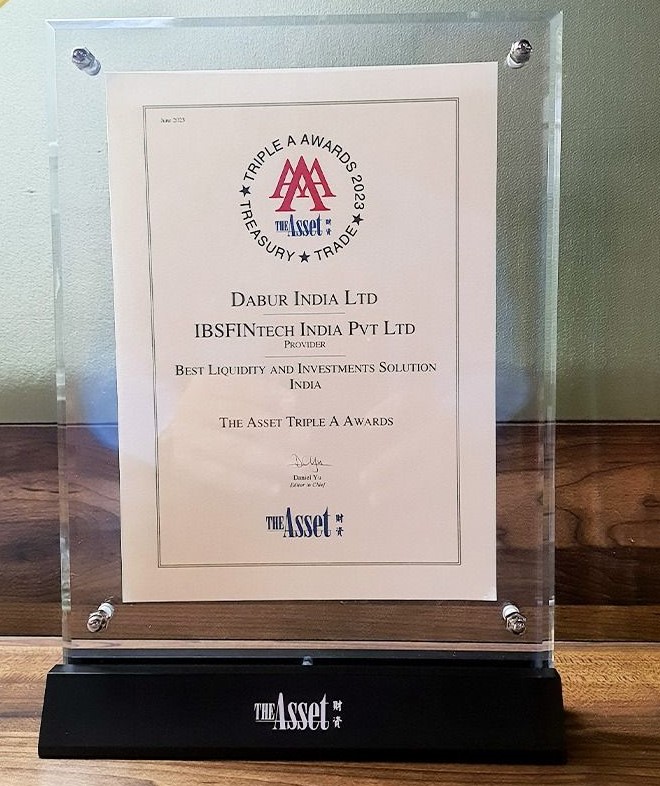 June 2023
TRIPLE A AWARDS 2023
TREASURY ★ TRADE
AAA
THE Asset 財資
DABUR INDIA LTD
IBSFINTECH INDIA PVT LTD
PROVIDER
BEST LIQUIDITY AND INVESTMENTS SOLUTION
INDIA
THE ASSET TRIPLE A AWARDS
Daniel Yu
Editor in Chief
THE Asset 財資
THE Asset 財資